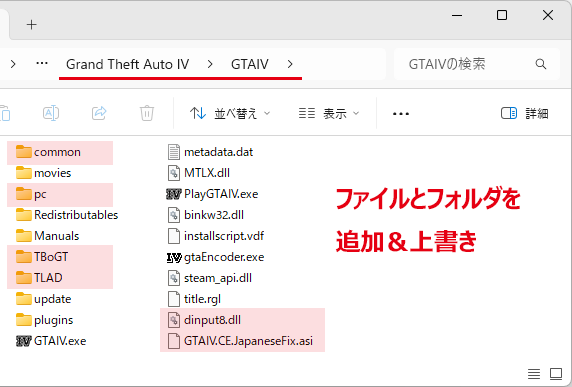 Grand Theft Auto IV
GTAIV
GTAIVの検索
並べ替え
表示
詳細
common
movies
pc
Redistributables
Manuals
TBoGT
TLAD
update
plugins
GTAIV.exe
metadata.dat
MTLX.dll
PlayGTAIV.exe
binkw32.dll
installscript.vdf
gtaEncoder.exe
steam_api.dll
title.rgl
dinput8.dll
GTAIV.CE.JapaneseFix.asi
ファイルとフォルダを
追加＆上書き